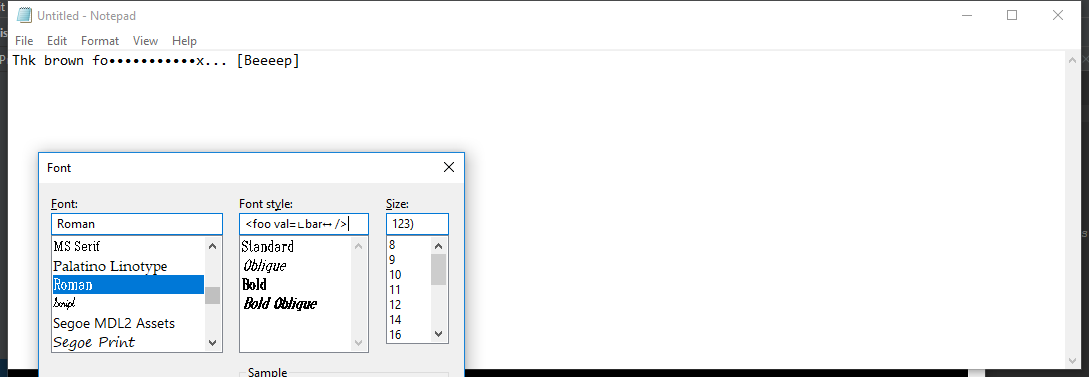 Untitled - Notepad
File Edit Format View Help
Thk brown fo•••••••••••x... [Beeeep]
Font
Font: Font style: Size:
Roman <foo val=∟bar↔ /> 123)
MS Serif Standard 8
Palatino Linotype Oblique 9
Roman Bold 10
Script Bold Oblique 11
Segoe MDL2 Assets 12
Segoe Print 14
16
Sample